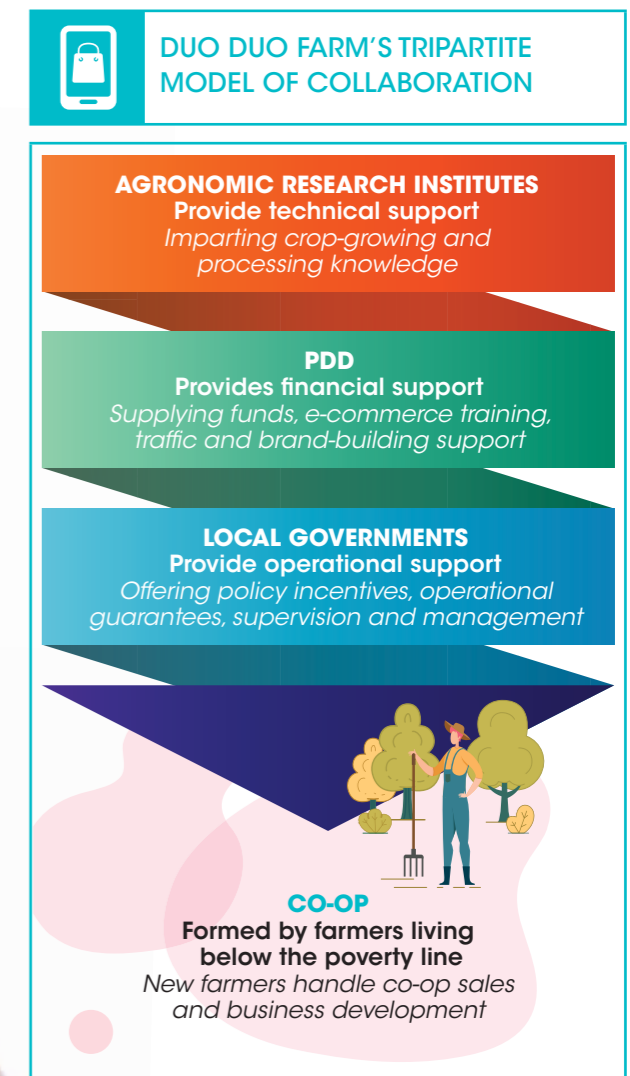 DUO DUO FARM'S TRIPARTITE
MODEL OF COLLABORATION
AGRONOMIC RESEARCH INSTITUTES
Provide technical support
Imparting crop-growing and
processing knowledge
PDD
Provides financial support
Supplying funds, e-commerce training,
traffic and brand-building support
LOCAL GOVERNMENTS
Provide operational support
Offering policy incentives, operational
guarantees, supervision and management
CO-OP
Formed by farmers living
below the poverty line
New farmers handle co-op sales
and business development